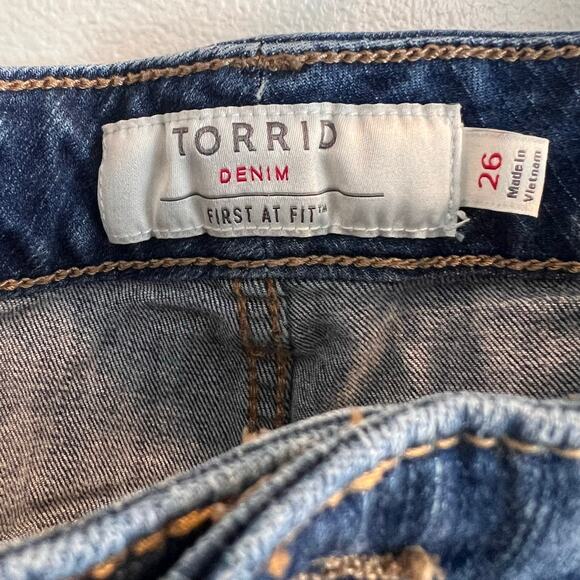 TORRID
DENIM
FIRST AT FIT™
26
Made In
Vietnam